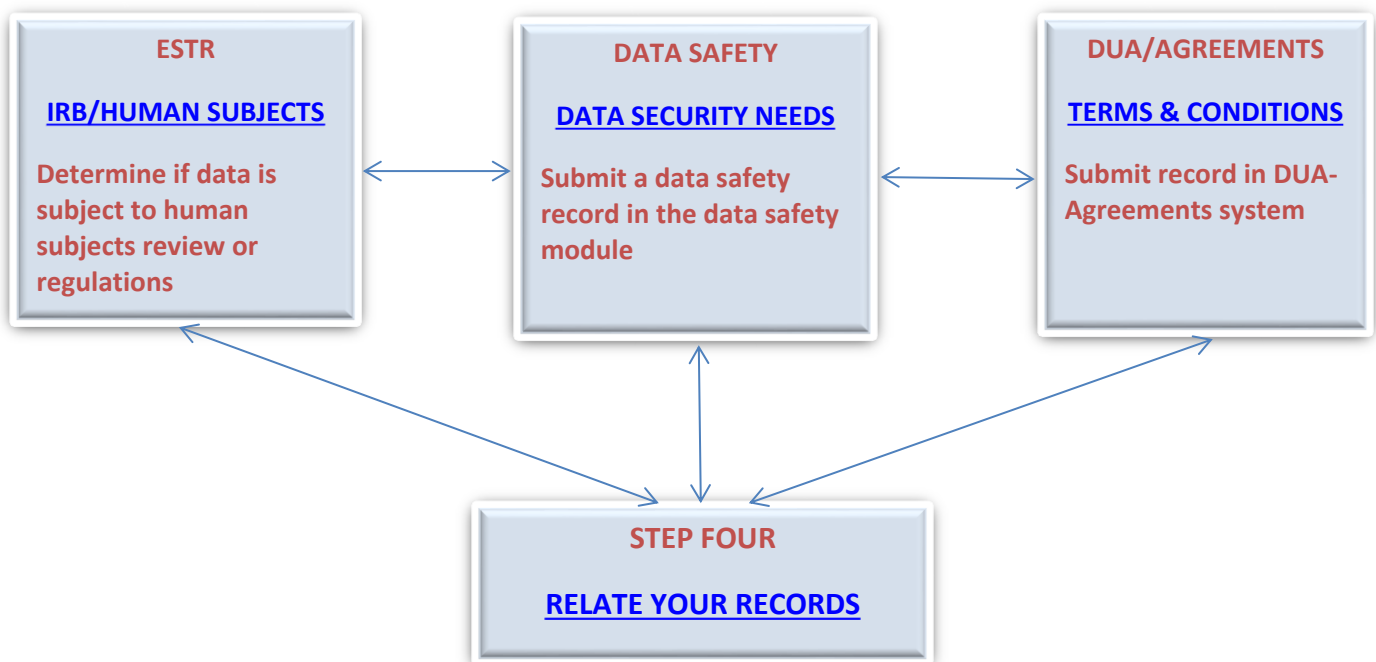 ESTR
IRB/HUMAN SUBJECTS
Determine if data is
subject to human
subjects review or
regulations
DATA SAFETY
DATA SECURITY NEEDS
Submit a data safety
record in the data safety
module
DUA/AGREEMENTS
TERMS & CONDITIONS
Submit record in DUA-
Agreements system
STEP FOUR
RELATE YOUR RECORDS